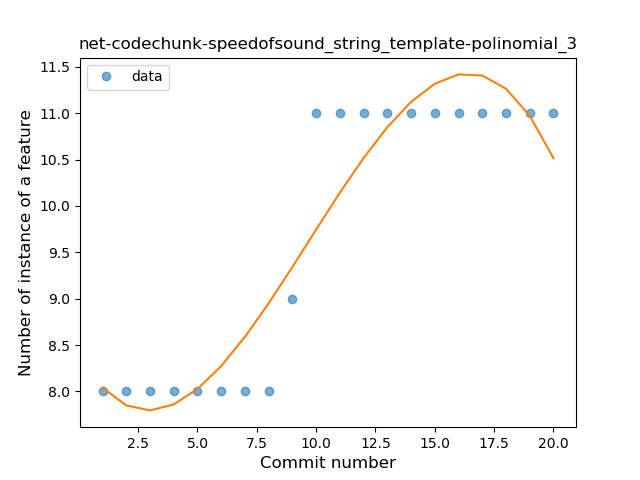 net-codechunk-speedofsound_string_template-polinomial_3
data
Number of instance of a feature
11.5
11.0
10.5
10.0
9.5
9.0
8.5
8.0
2.5 5.0 7.5 10.0 12.5 15.0 17.5 20.0
Commit number